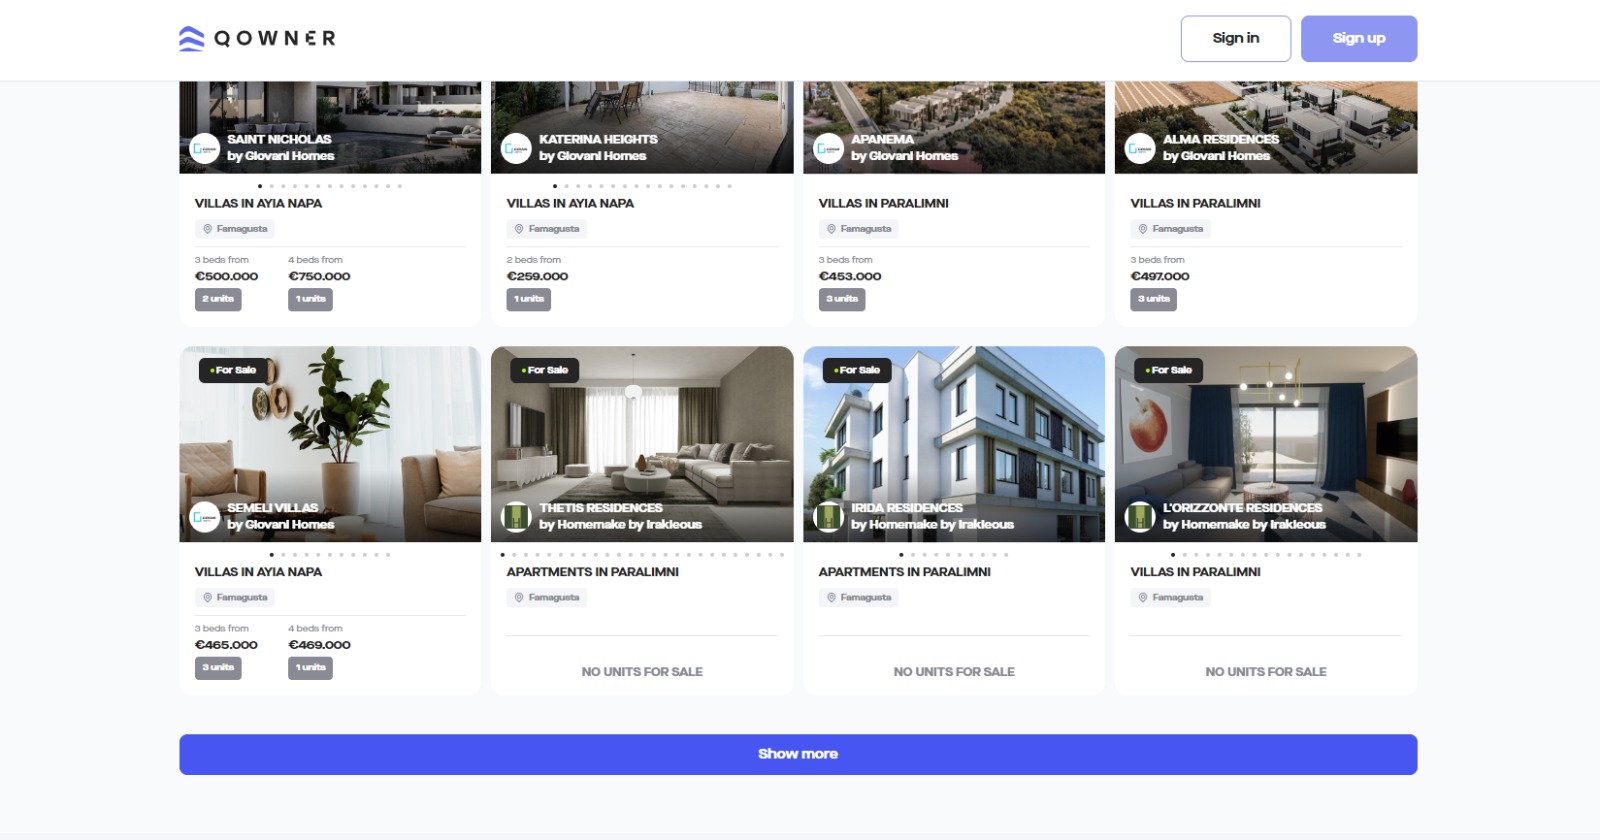 QOWNER
Sign in
Sign up
SAINT NICHOLAS
by Giovani Homes
KATERINA HEIGHTS
by Giovani Homes
APANEMA
by Giovani Homes
ALMA RESIDENCES
by Giovani Homes
VILLAS IN AYIA NAPA
Famagusta
3 beds from
4 beds from
€500.000
€750.000
2 units
1 units
VILLAS IN AYIA NAPA
Famagusta
2 beds from
€259.000
1 units
VILLAS IN PARALIMNI
Famagusta
3 beds from
€453.000
3 units
VILLAS IN PARALIMNI
Famagusta
3 beds from
€497.000
3 units
For Sale
SEMELI VILLAS
by Giovani Homes
VILLAS IN AYIA NAPA
Famagusta
3 beds from
4 beds from
€465.000
€469.000
3 units
1 units
For Sale
THETIS RESIDENCES
by Homemake by Irakleous
APARTMENTS IN PARALIMNI
Famagusta
NO UNITS FOR SALE
For Sale
IRIDA RESIDENCES
by Homemake by Irakleous
APARTMENTS IN PARALIMNI
Famagusta
NO UNITS FOR SALE
For Sale
L'ORIZZONTE RESIDENCES
by Homemake by Irakleous
VILLAS IN PARALIMNI
Famagusta
NO UNITS FOR SALE
Show more